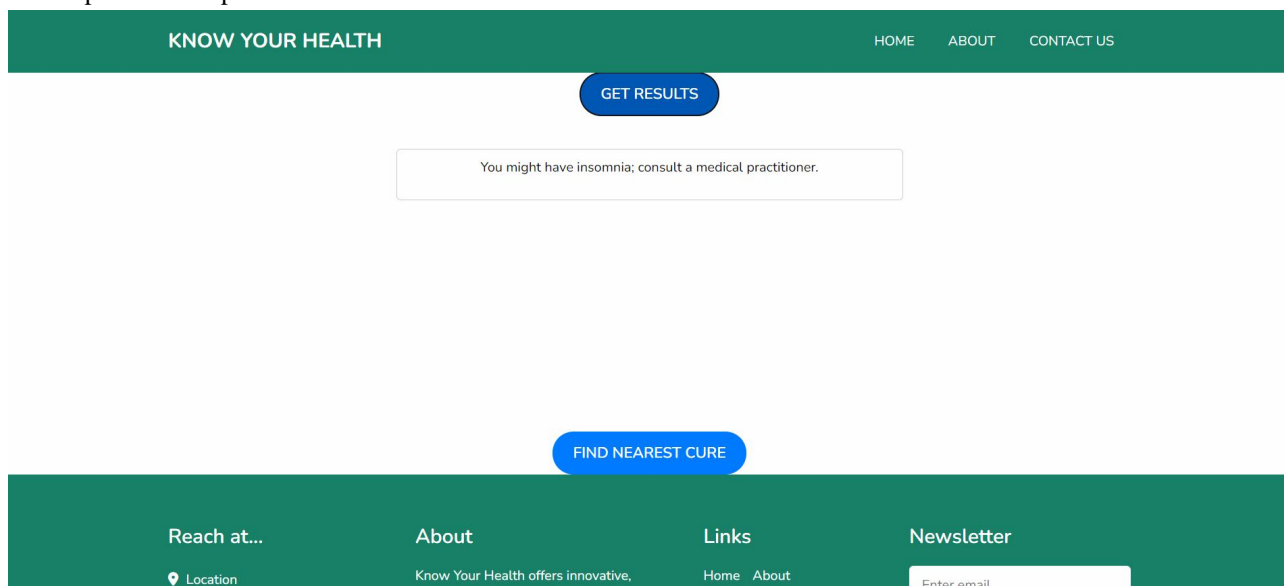 KNOW YOUR HEALTH
HOME ABOUT CONTACT US
GET RESULTS
You might have insomnia; consult a medical practitioner.
FIND NEAREST CURE
Reach at...
Location
About
Know Your Health offers innovative,
Links
Home About
Newsletter
Enter email